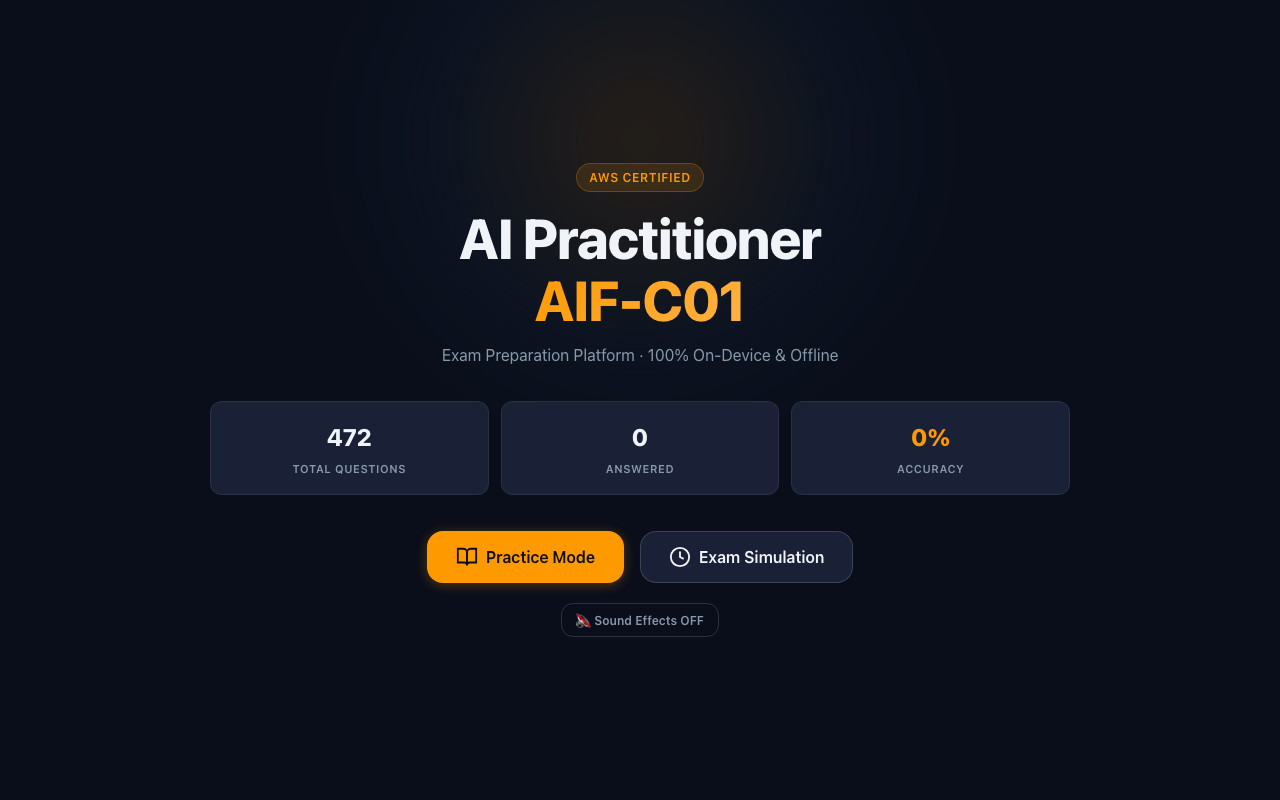 AWS CERTIFIED
AI Practitioner
AIF-C01
Exam Preparation Platform · 100% On-Device & Offline
472
TOTAL QUESTIONS
0
ANSWERED
0%
ACCURACY
Practice Mode
Exam Simulation
Sound Effects OFF